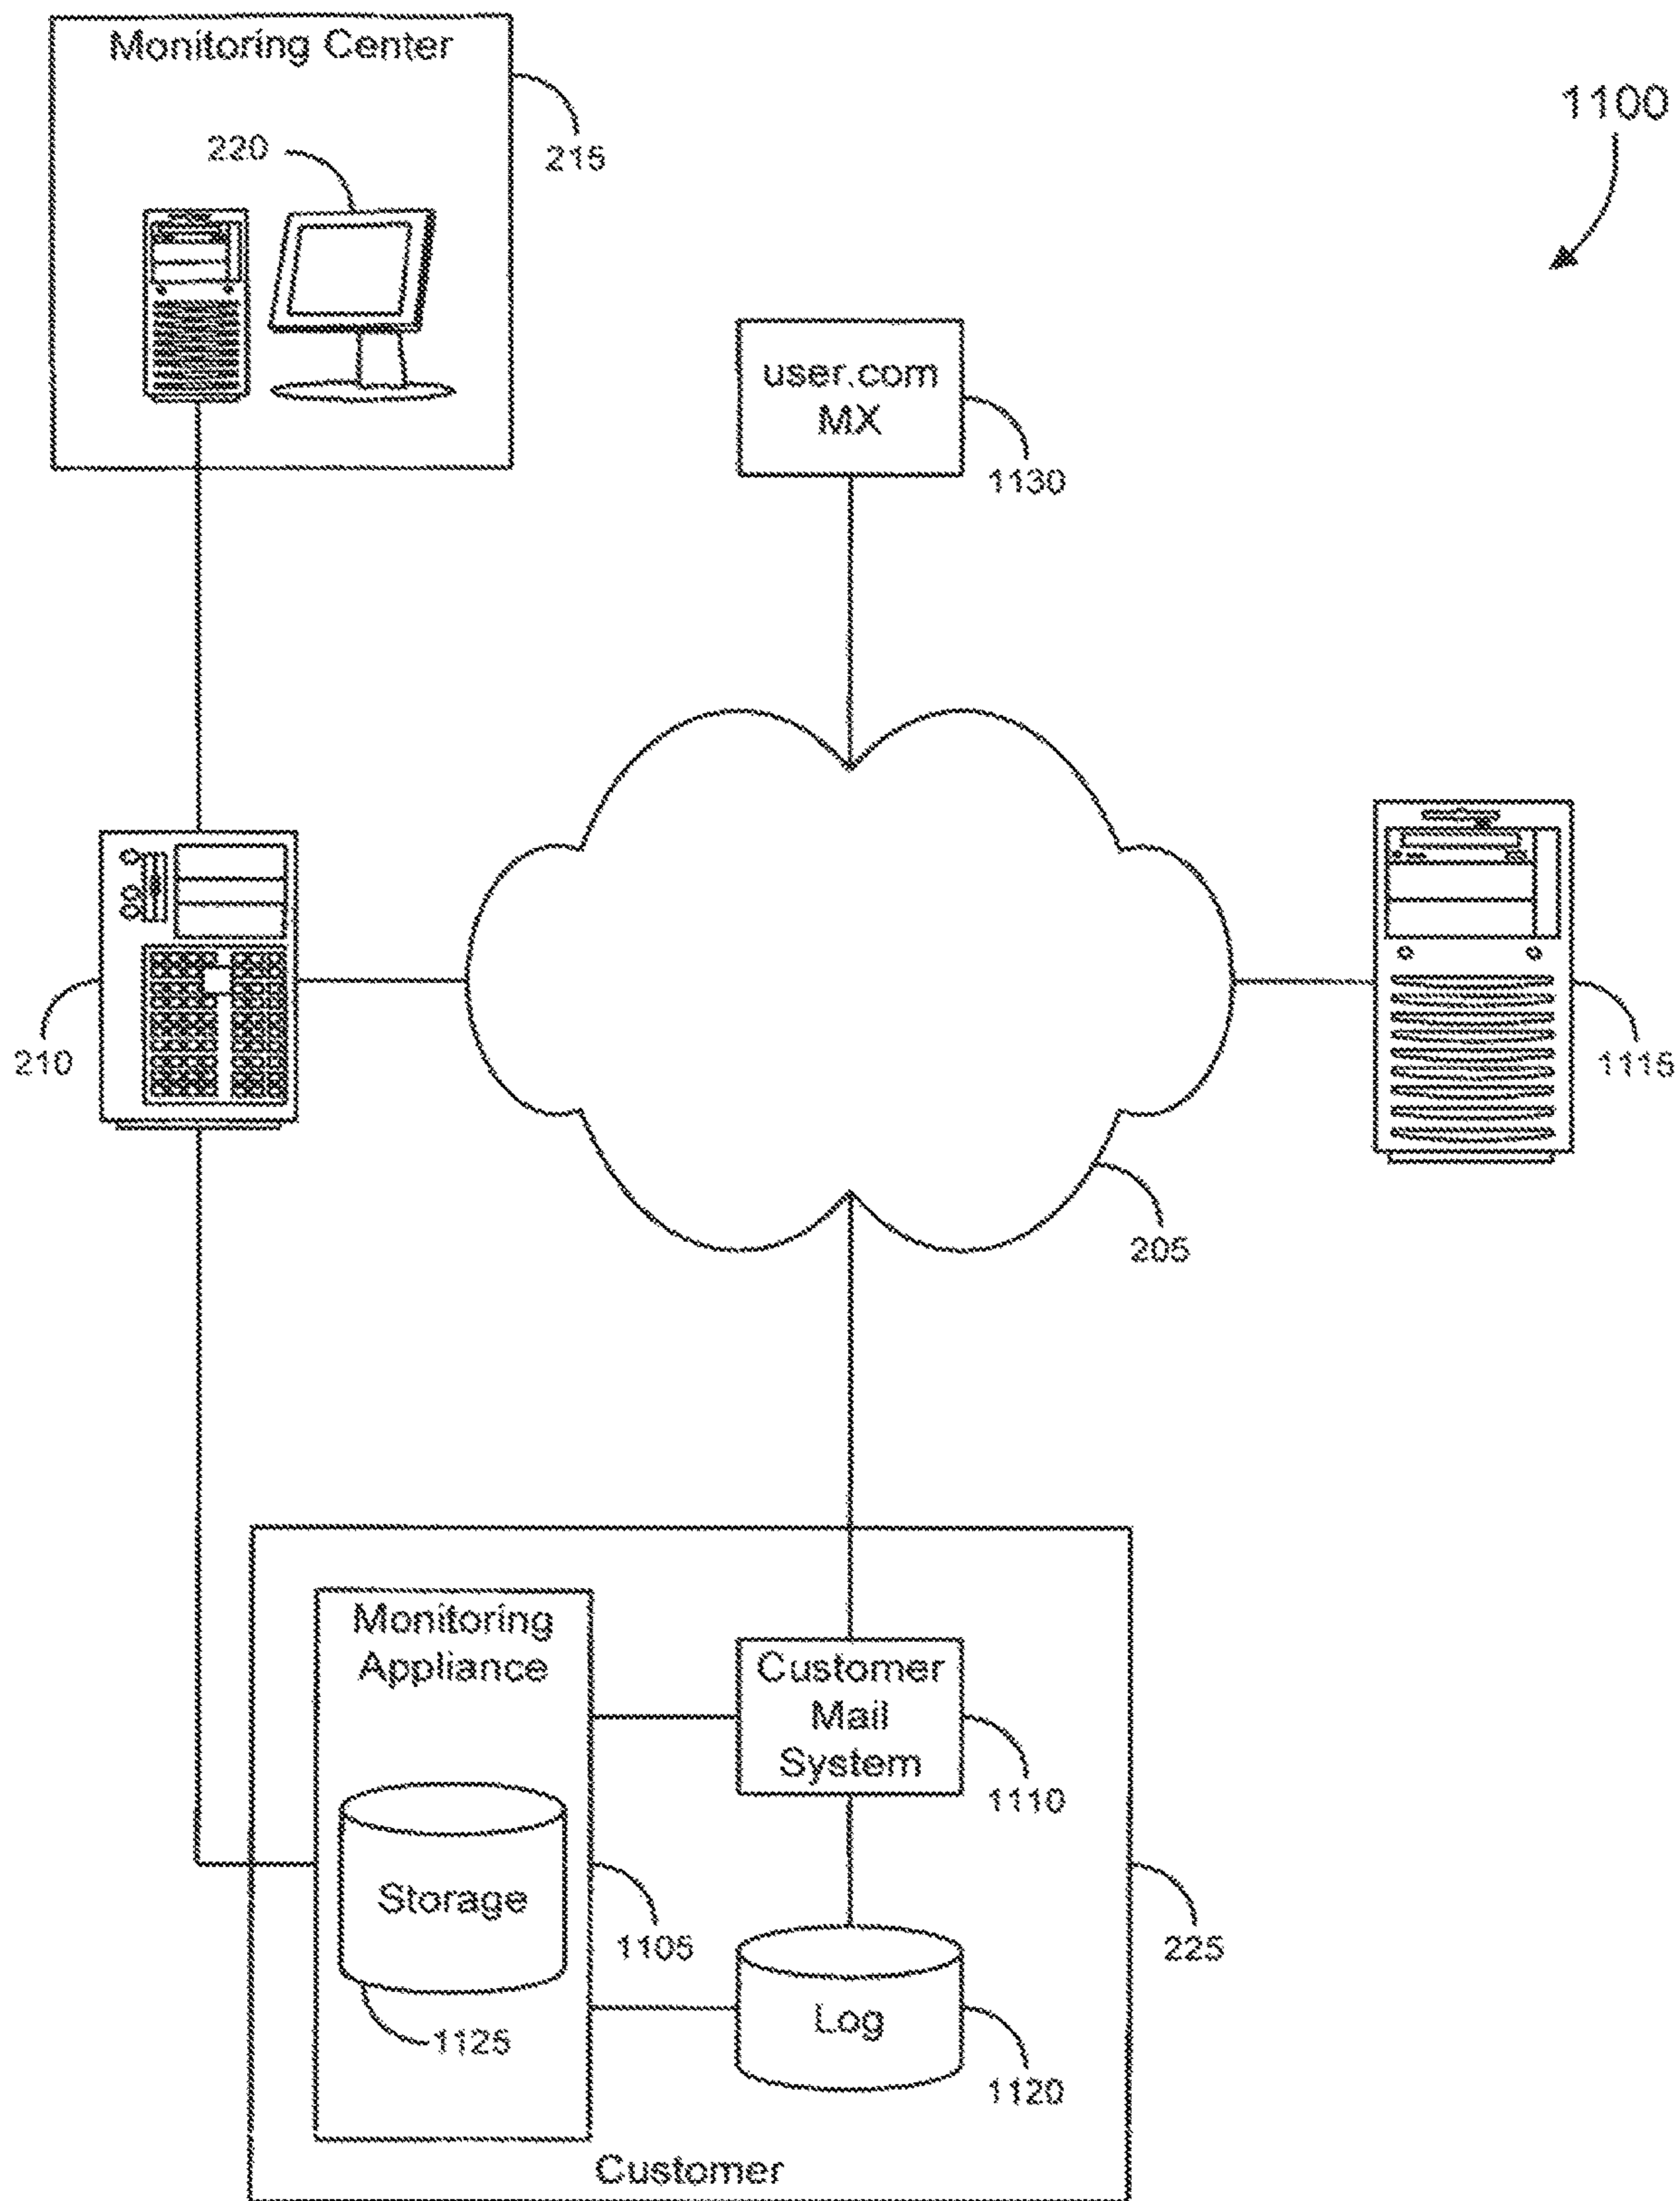 Monitoring Center
1100
220
215
user.com
MX
1130
210
1115
205
Monitoring
Appliance
Customer
Mail
System
1110
Storage
1105
225
Log
1125
1120
Customer